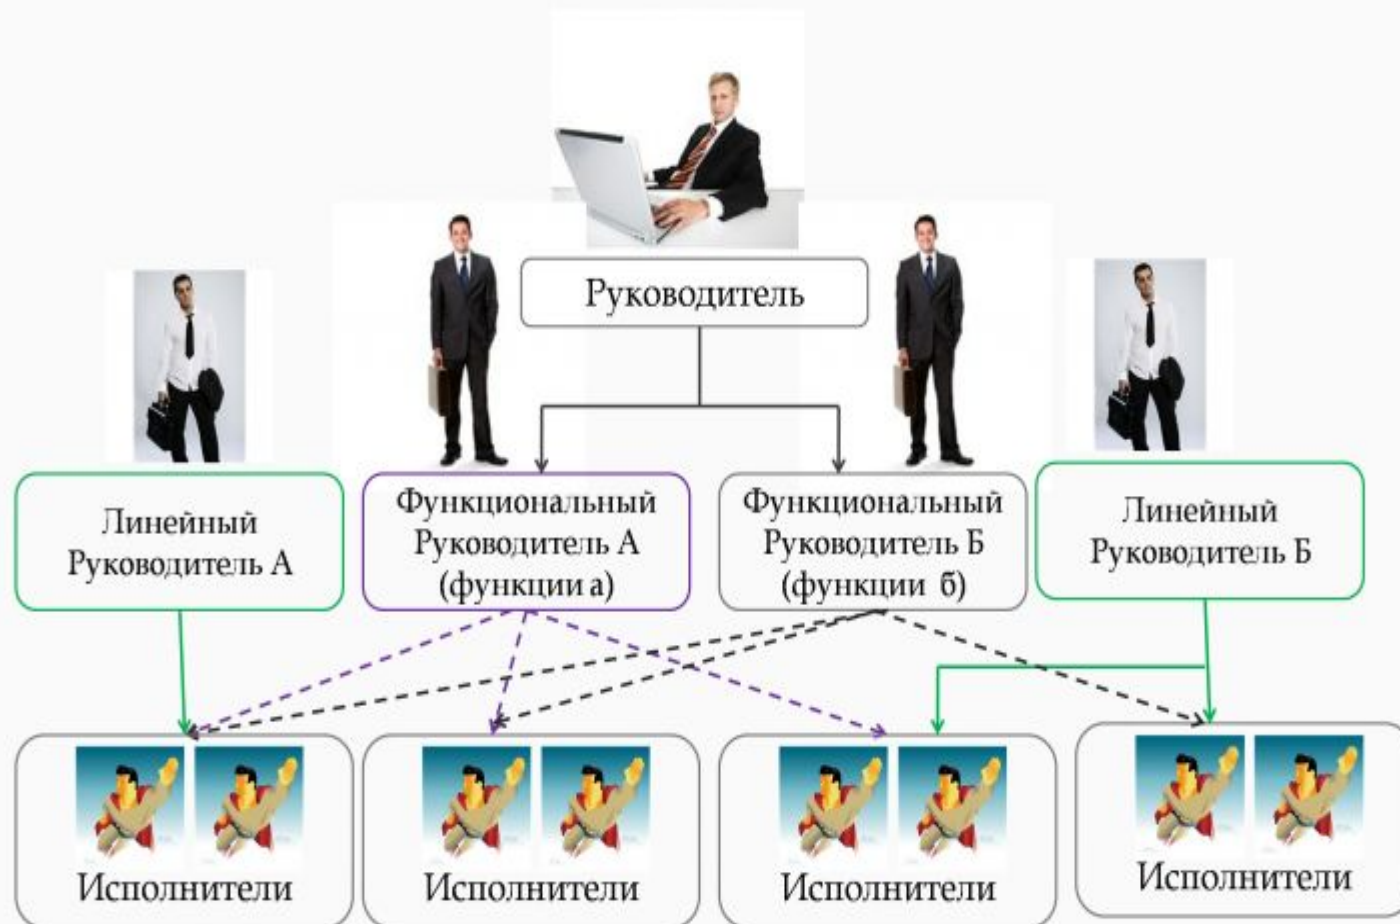 Руководитель
Линейный
Руководитель А
Функциональный
Руководитель А
(функции а)
Функциональный
Руководитель Б
(функции б)
Линейный
Руководитель Б
Исполнители
Исполнители
Исполнители
Исполнители